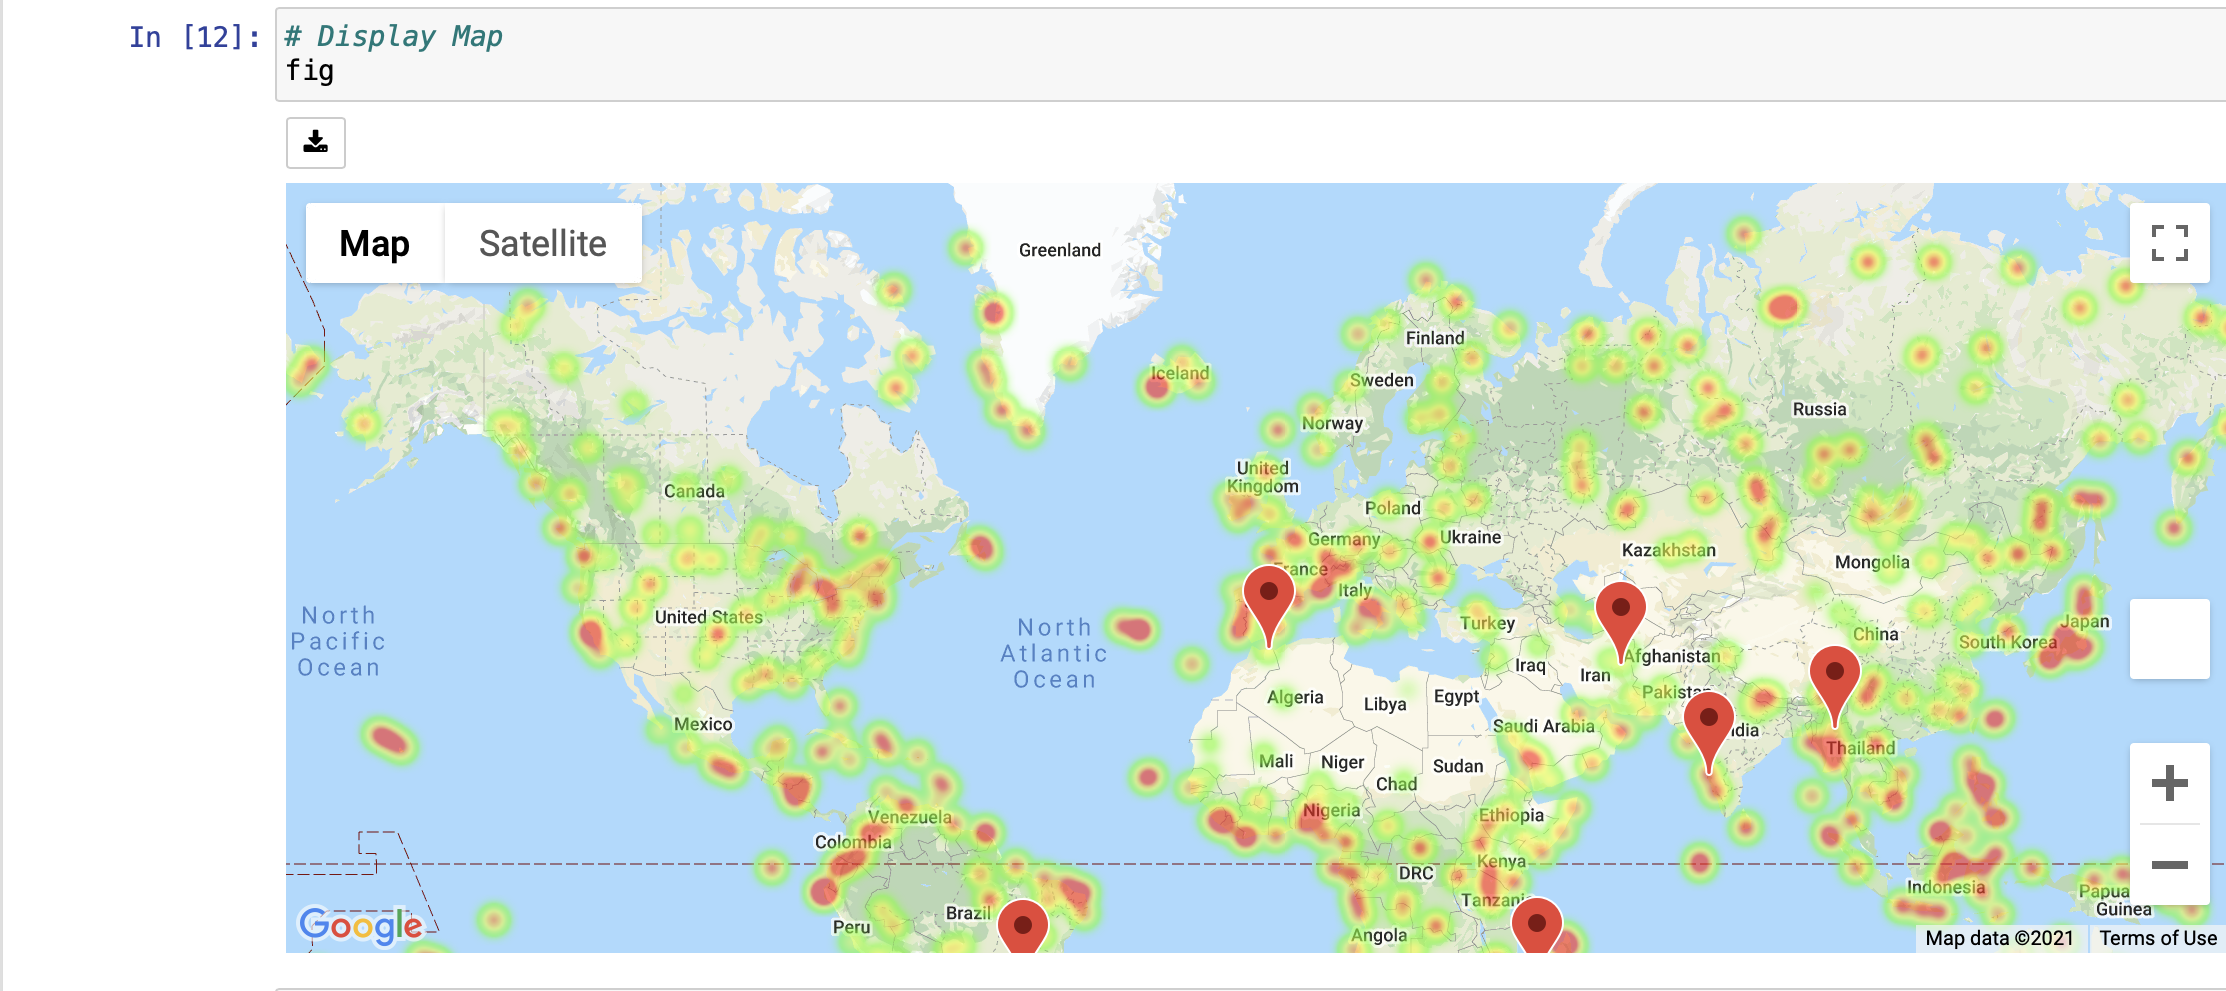 In [12]:
# Display Map
fig
Map
Satellite
Greenland
Finland
Iceland
Sweden
Russia
Norway
United
Kingdom
Canada
Poland
Germany
Ukraine
Kazakhstan
Mongolia
France
Italy
United States
North
Pacific
Ocean
North
Atlantic
Ocean
Turkey
Japan
China
South Korea
Iraq
Iran
Afghanistan
Algeria
Libya
Egypt
Pakistan
Mexico
Saudi Arabia
dia
Thailand
Mali
Niger
Chad
Sudan
Nigeria
Venezuela
Ethiopia
Colombia
Kenya
DRC
Indonesia
Papua
Guinea
Tanzan
Brazil
Peru
Angola
Google
Map data ©2021
Terms of Use